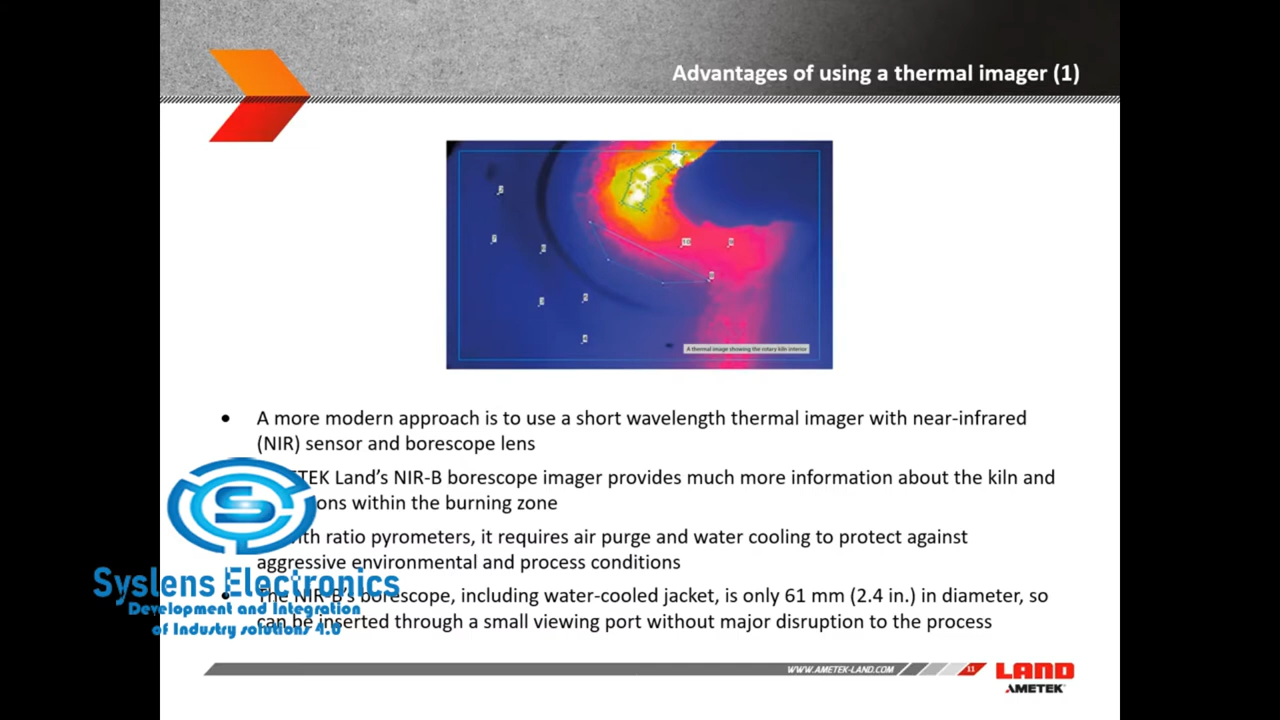 Advantages of using a thermal imager (1)
A thermal image showing the rotary kiln interior
• A more modern approach is to use a short wavelength thermal imager with near-infrared
(NIR) sensor and borescope lens
TEK Land's NIR-B borescope imager provides much more information about the kiln and
ons within the burning zone
th ratio pyrometers, it requires air purge and water cooling to protect against
aggressive environmental and process conditions
• The NIR-B's borescope, including water-cooled jacket, is only 61 mm (2.4 in.) in diameter, so
can be inserted through a small viewing port without major disruption to the process
S
Syslens Electronics
Development and Integration
of Industry solutions 4.0
WWW.AMETEK-LAND.COM 11
LAND
AMETEK